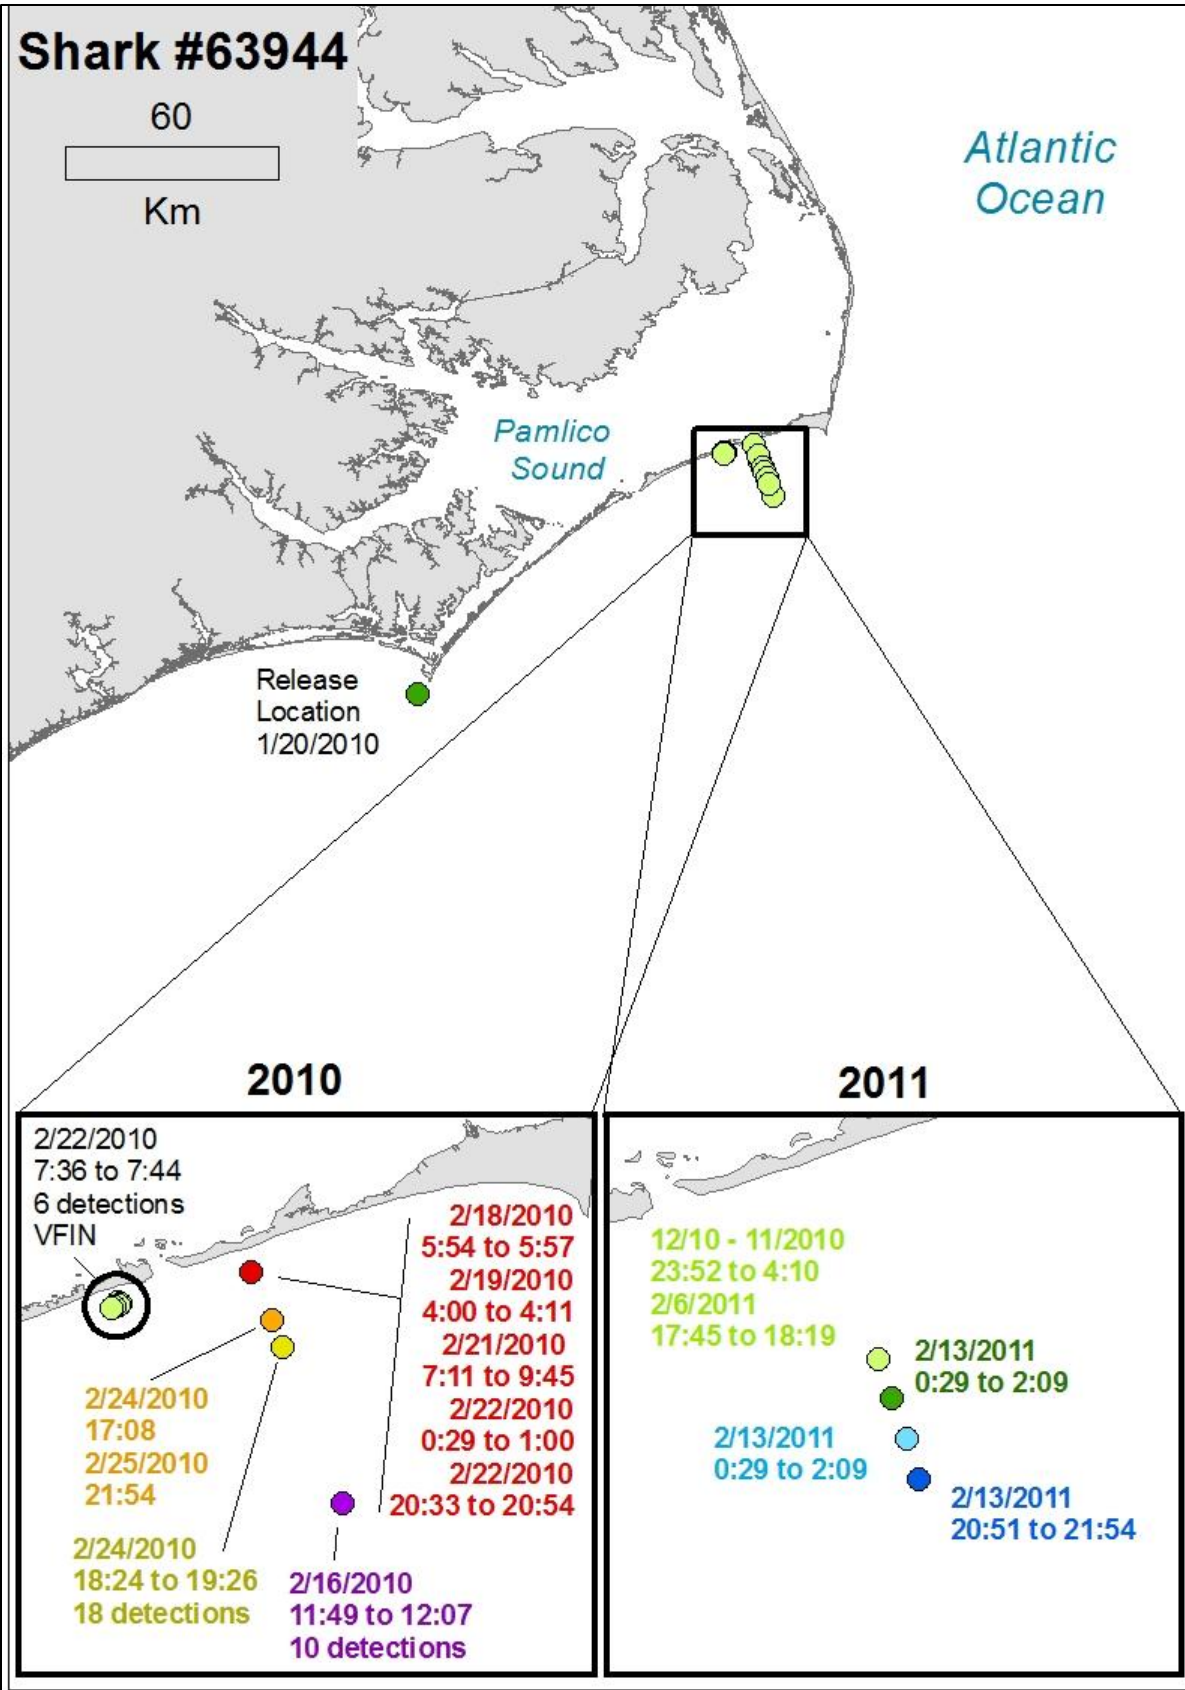 Shark #63944
60
Km
Atlantic
Ocean
Pamlico
Sound
Release
Location
1/20/2010
2010
2/22/2010
7:36 to 7:44
6 detections
VFIN
2/18/2010
5:54 to 5:57
2/19/2010
4:00 to 4:11
2/21/2010
7:11 to 9:45
2/22/2010
0:29 to 1:00
2/22/2010
20:33 to 20:54
2/24/2010
17:08
2/25/2010
21:54
2/24/2010
18:24 to 19:26
18 detections
2/16/2010
11:49 to 12:07
10 detections
2011
12/10 - 11/2010
23:52 to 4:10
2/6/2011
17:45 to 18:19
2/13/2011
0:29 to 2:09
2/13/2011
0:29 to 2:09
2/13/2011
20:51 to 21:54